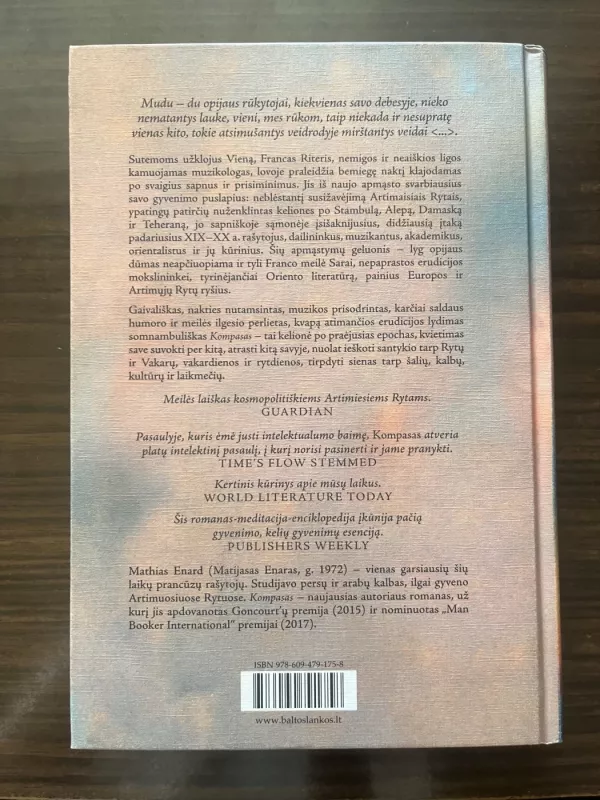 Mudu – du opijaus rūkytojai, kiekvienas savo debesyje, nieko
nematantys lauke, vieni, mes rūkom, taip niekada ir nesupratę
vienas kito, tokie atsimušantys veidrodyje mirštantys veidai <...>.
Sutemoms užklojus Vieną, Francas Riteris, nemigos ir neaiškios ligos
kamuojamas muzikologas, lovoje praleidžia bemiegę naktį klajodamas
po svaigius sapnus ir prisiminimus. Jis iš naujo apmąsto svarbiausius
savo gyvenimo puslapius: neblėstantį susižavėjimą Artimaisiais Rytais,
ypatingų patirčių nuženklintas keliones po Stambulą, Alepą, Damaską
ir Teheraną, jo sapniškoje sąmonėje įsišaknijusius, didžiausią įtaką
padariusius XIX–XX a. rašytojus, dailininkus, muzikantus, akademikus,
orientalistus ir jų kūrinius. Šių apmąstymų geluonis – lyg opijaus
dūmas neapčiuopiama ir tyli Franco meilė Sarai, nepaprastos erudicijos
mokslininkei, tyrinėjančiai Oriento literatūrą, painius Europos ir
Artimųjų Rytų ryšius.
Gaivališkas, nakties nutamsintas, muzikos prisodrintas, karčiai saldaus
humoro ir meilės ilgesio perlietas, kvapą atimančios erudicijos lydimas
somnambuliškas Kompasas – tai kelionė po praėjusias epochas, kvietimas
save suvokti per kitą, atrasti kitą savyje, nuolat ieškoti santykio tarp Rytų
ir Vakarų, vakardienos ir rytdienos, tirpdyti sienas tarp šalių, kalbų,
kultūrų ir laikmečių.
Meilės laiškas kosmopolitiškiems Artimiesiems Rytams.
GUARDIAN
Pasaulyje, kuris ėmė justi intelektualumo baimę, Kompasas atveria
platų intelektinį pasaulį, į kurį norisi pasinerti ir jame pranykti.
TIME'S FLOW STEMMED
Kertinis kūrinys apie mūsų laikus.
WORLD LITERATURE TODAY
Šis romanas-meditacija-enciklopedija įkūnija pačią
gyvenimo, kelių gyvenimų esenciją.
PUBLISHERS WEEKLY
Mathias Enard (Matijasas Enaras, g. 1972) – vienas garsiausių šių
laikų prancūzų rašytojų. Studijavo persų ir arabų kalbas, ilgai gyveno
Artimuosiuose Rytuose. Kompasas – naujausias autoriaus romanas, už
kurį jis apdovanotas Goncourt'ų premija (2015) ir nominuotas „Man
Booker International“ premijai (2017).
ISBN 978-609-479-175-8
www.baltoslankos.lt